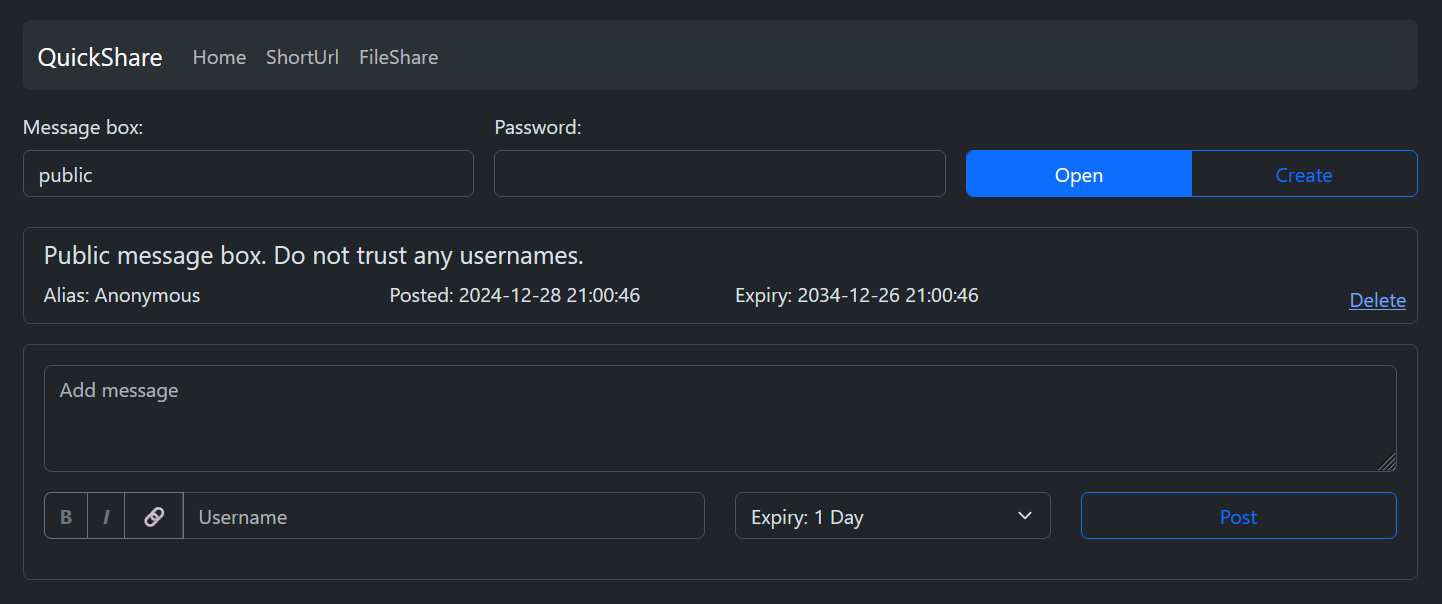 QuickShare Home ShortUrl FileShare
Message box: Password:
public Open Create
Public message box. Do not trust any usernames.
Alias: Anonymous Posted: 2024-12-28 21:00:46 Expiry: 2034-12-26 21:00:46 Delete
Add message
B I Username Expiry: 1 Day Post